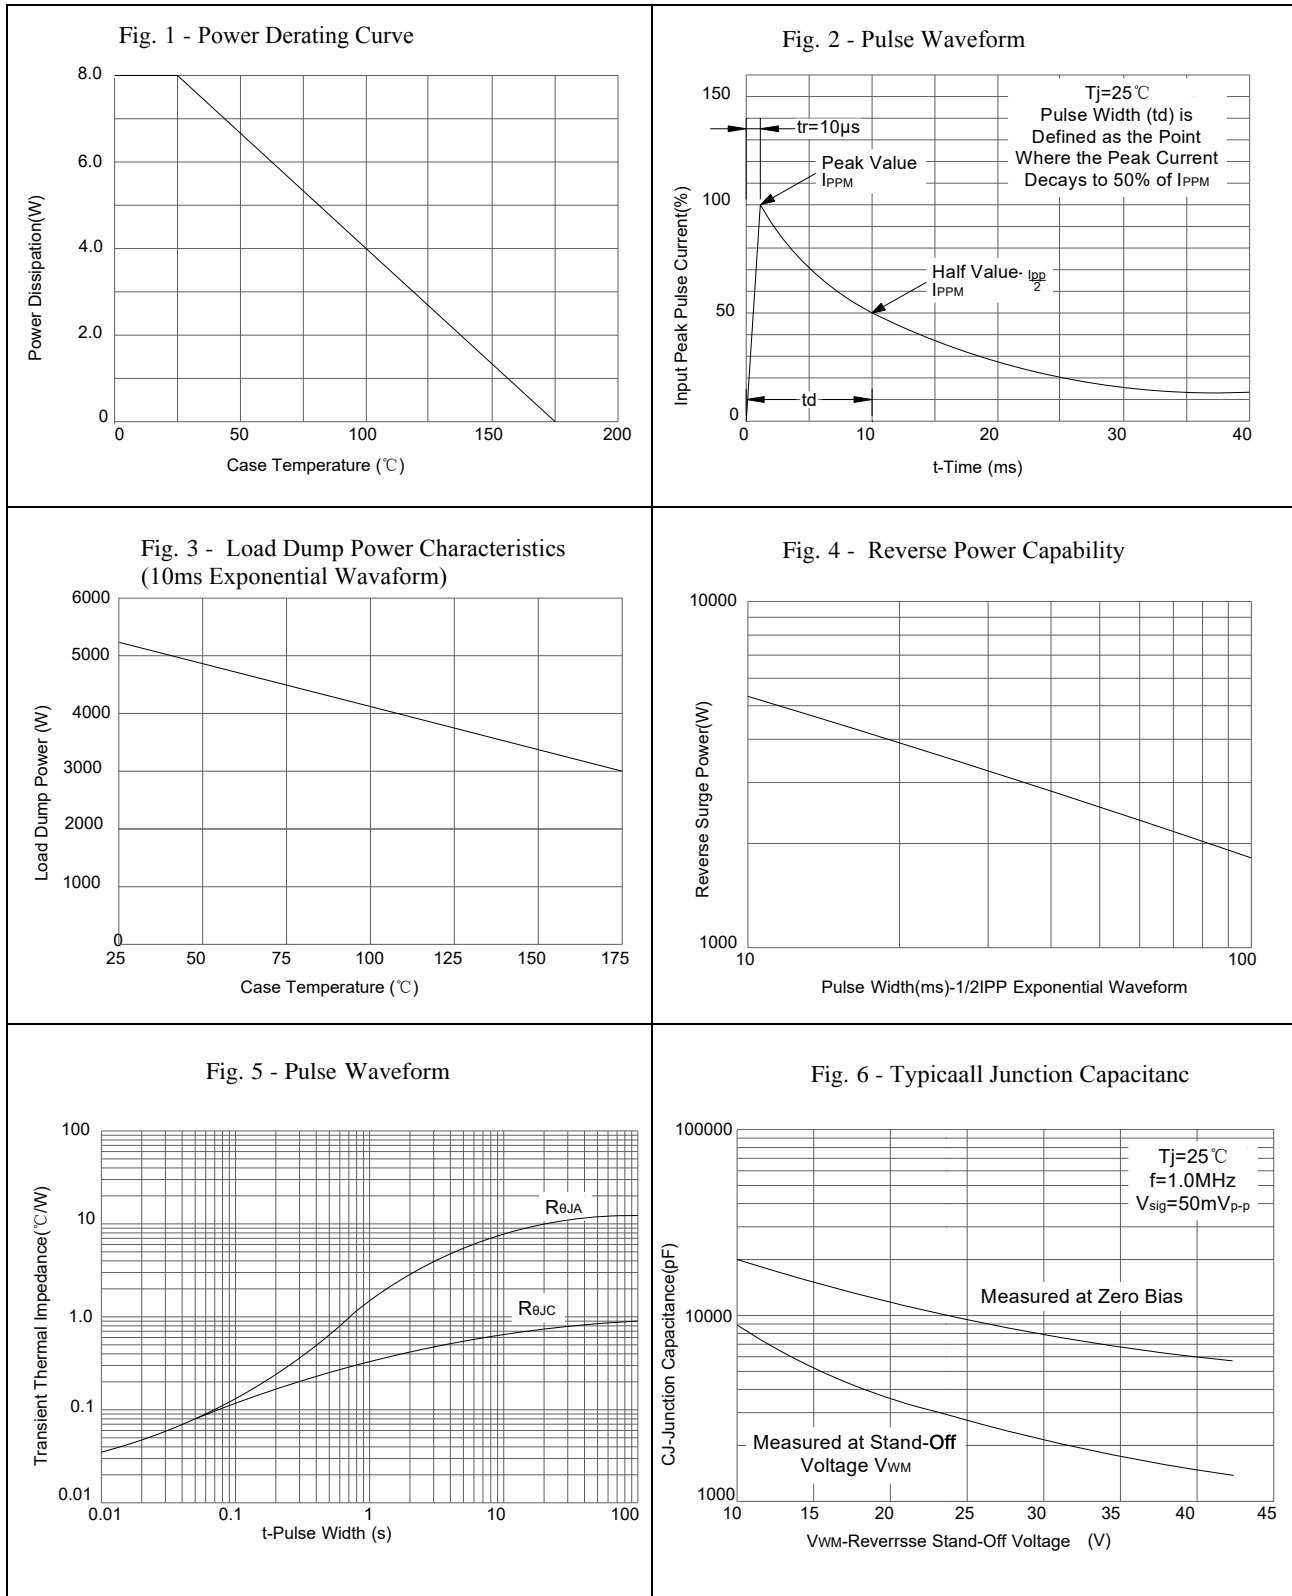 Fig. 1 - Power Derating Curve
8.0
6.0
4.0
2.0
0
Power Dissipation(W)
0 50 100 150 200
Case Temperature (℃)
Fig. 2 - Pulse Waveform
150
100
50
0
Input Peak Pulse Current(%)
Tj=25℃
Pulse Width (td) is
Defined as the Point
Where the Peak Current
Decays to 50% of IPPM
tr=10µs
Peak Value
IPPM
Half Value- Ipp
IPPM 2
td
0 10 20 30 40
t-Time (ms)
Fig. 3 - Load Dump Power Characteristics
(10ms Exponential Wavaform)
6000
5000
4000
3000
2000
1000
0
Load Dump Power (W)
25 50 75 100 125 150 175
Case Temperature (℃)
Fig. 4 - Reverse Power Capability
10000
1000
Reverse Surge Power(W)
10 100
Pulse Width(ms)-1/2IPP Exponential Waveform
Fig. 5 - Pulse Waveform
100
10
1.0
0.1
0.01
Transient Thermal Impedance(℃/W)
RθJA
RθJC
0.01 0.1 1 10 100
t-Pulse Width (s)
Fig. 6 - Typicaall Junction Capacitanc
100000
10000
1000
CJ-Junction Capacitance(pF)
Tj=25℃
f=1.0MHz
Vsig=50mVp-p
Measured at Zero Bias
Measured at Stand-Off
Voltage VWM
10 15 20 25 30 35 40 45
VWM-Reverrsse Stand-Off Voltage (V)